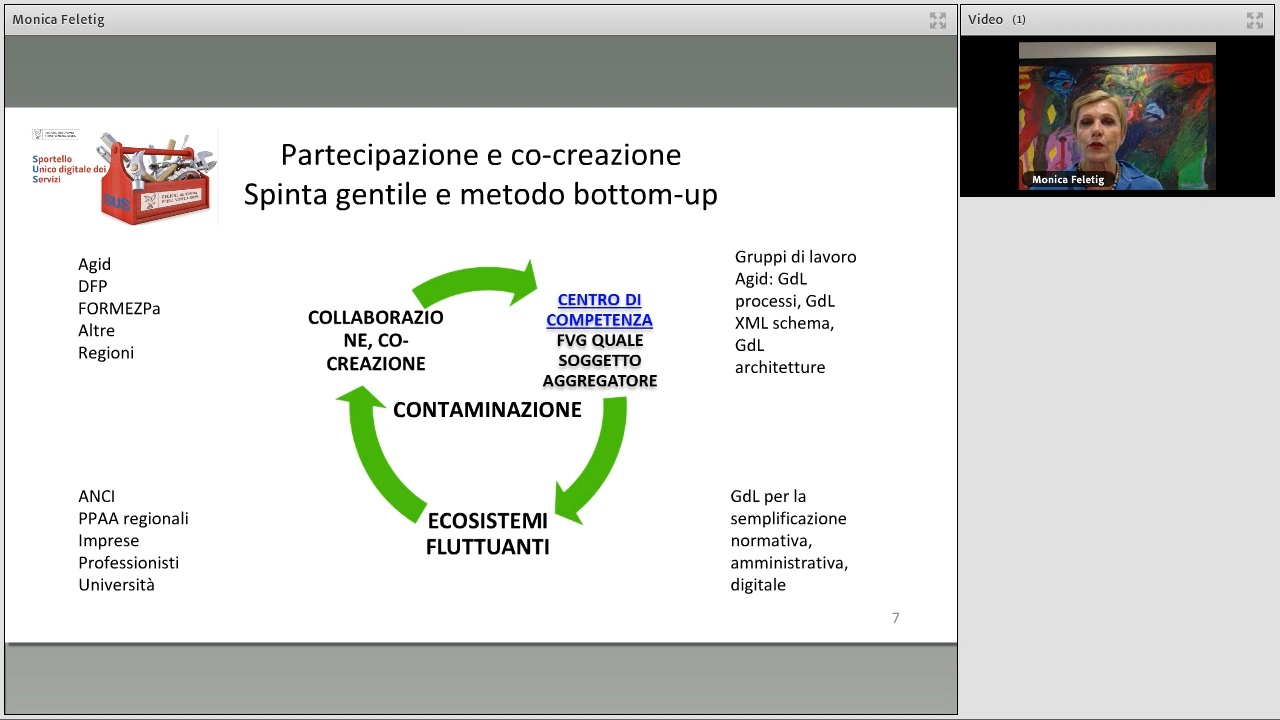 Monica Feletig
Video (1)
Monica Feletig
Sportello
Unico digitale dei
Servizi
SUS
Partecipazione e co-creazione
Spinta gentile e metodo bottom-up
Agid
DFP
FORMEZPa
Altre
Regioni
COLLABORAZIO
NE, CO-
CREAZIONE
CENTRO DI
COMPETENZA
FVG QUALE
SOGGETTO
AGGREGATORE
Gruppi di lavoro
Agid: GdL
processi, GdL
XML schema,
GdL
architetture
CONTAMINAZIONE
ECOSISTEMI
FLUTTUANTI
ANCI
PPAA regionali
Imprese
Professionisti
Università
GdL per la
semplificazione
normativa,
amministrativa,
digitale
7